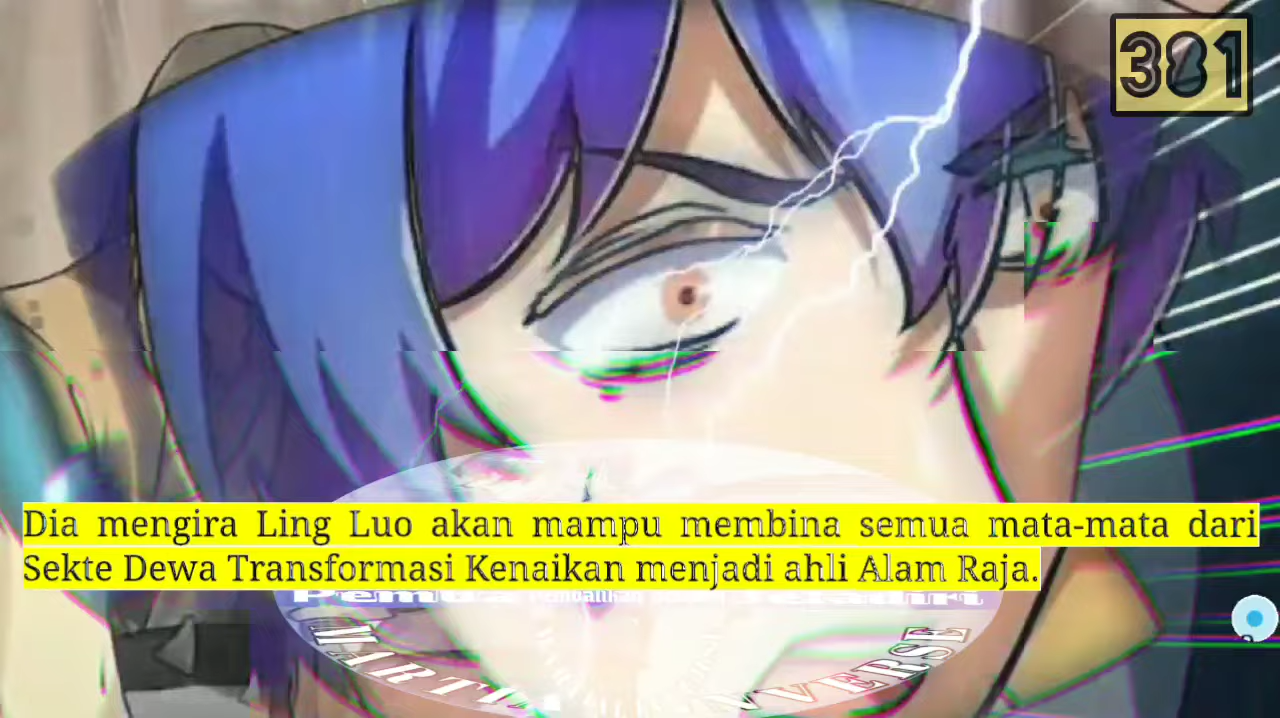 381
Dia mengira Ling Luo akan mampu membina semua mata-mata dari
Sekte Dewa Transformasi Kenaikan menjadi ahli Alam Raja.